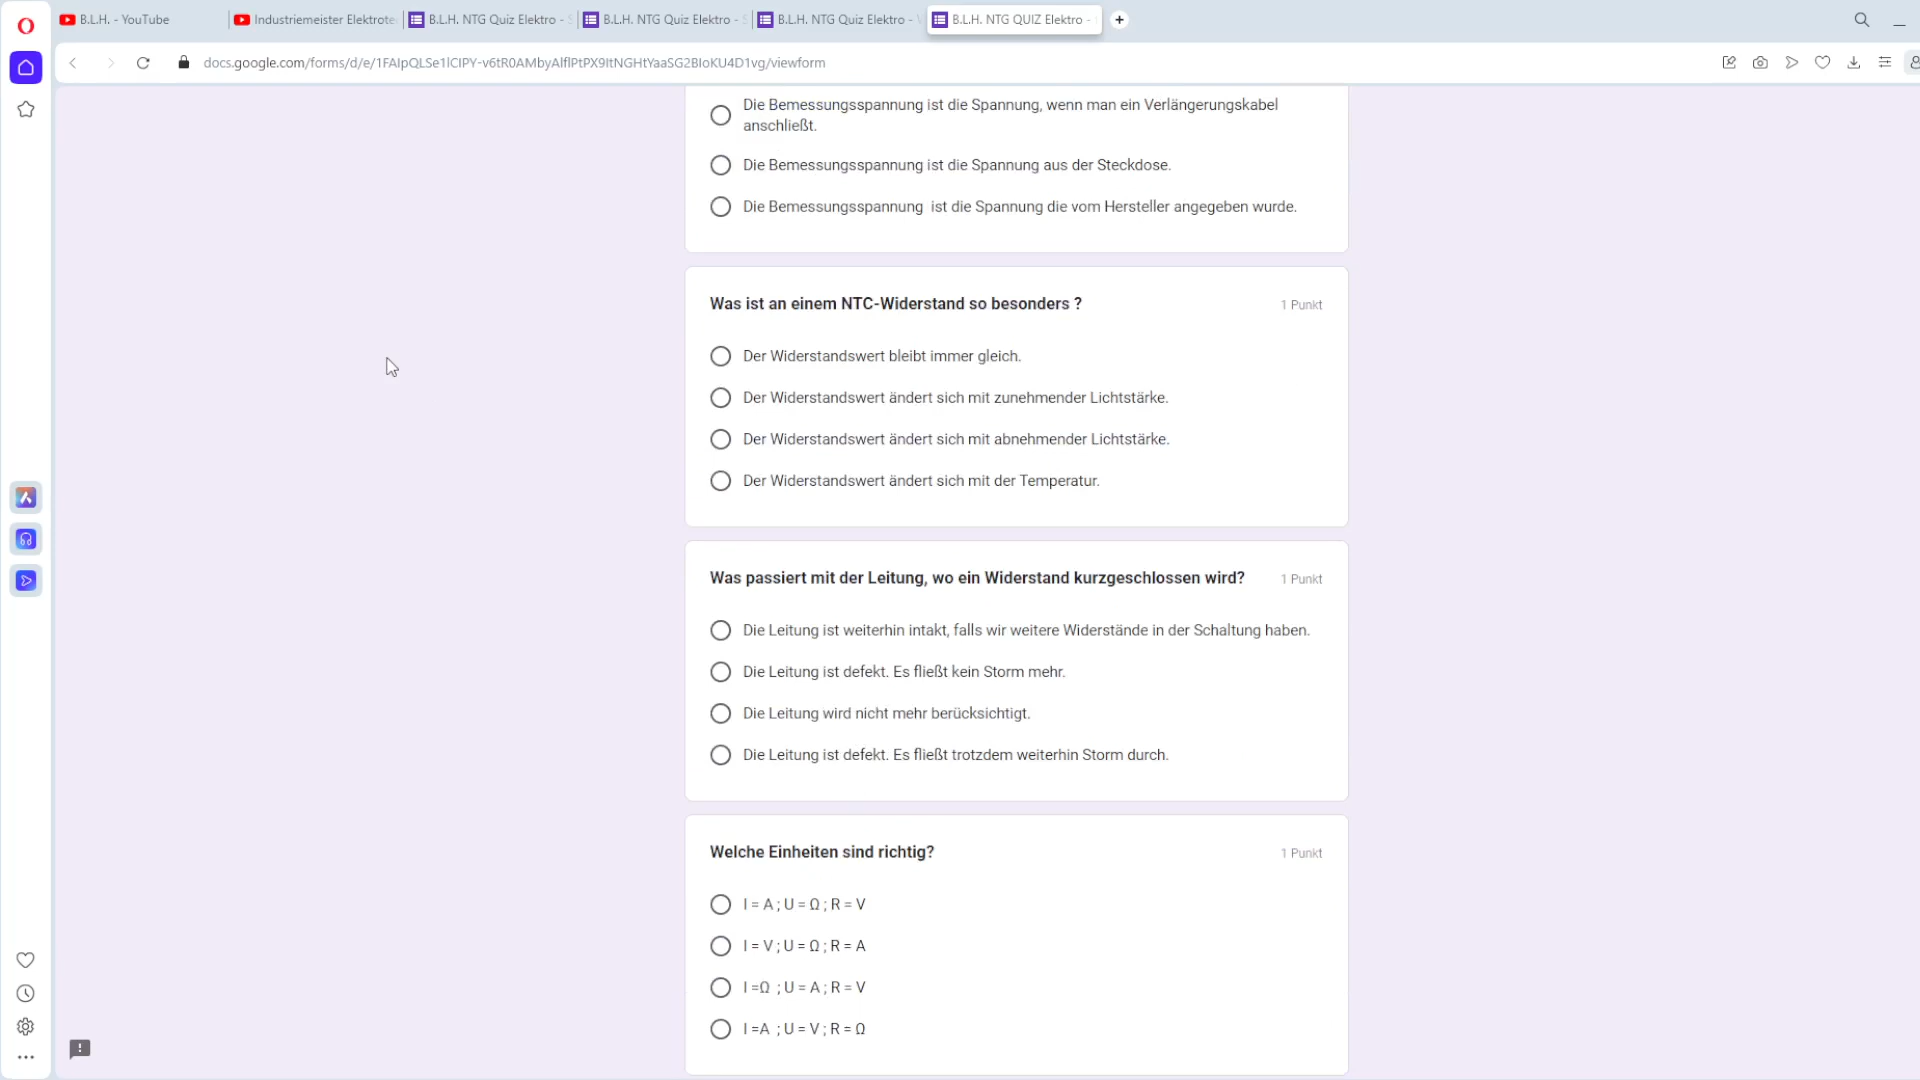 B.L.H. - YouTube
Industriemeister Elektrote
B.L.H. NTG Quiz Elektro -
B.L.H. NTG Quiz Elektro -
B.L.H. NTG Quiz Elektro -
B.L.H. NTG QUIZ Elektro -
docs.google.com/forms/d/e/1FAIpQLSe1lCIPY-v6tR0AMbyAlflPtPX9ItNGHtYaaSG2BIoKU4D1vg/viewform
Die Bemessungsspannung ist die Spannung, wenn man ein Verlängerungskabel
anschließt.
Die Bemessungsspannung ist die Spannung aus der Steckdose.
Die Bemessungsspannung  ist die Spannung die vom Hersteller angegeben wurde.
Was ist an einem NTC-Widerstand so besonders ?
1 Punkt
Der Widerstandswert bleibt immer gleich.
Der Widerstandswert ändert sich mit zunehmender Lichtstärke.
Der Widerstandswert ändert sich mit abnehmender Lichtstärke.
Der Widerstandswert ändert sich mit der Temperatur.
Was passiert mit der Leitung, wo ein Widerstand kurzgeschlossen wird?
1 Punkt
Die Leitung ist weiterhin intakt, falls wir weitere Widerstände in der Schaltung haben.
Die Leitung ist defekt. Es fließt kein Storm mehr.
Die Leitung wird nicht mehr berücksichtigt.
Die Leitung ist defekt. Es fließt trotzdem weiterhin Storm durch.
Welche Einheiten sind richtig?
1 Punkt
I = A ; U = Ω ; R = V
I = V ; U = Ω ; R = A
I =Ω  ; U = A ; R = V
I =A  ; U = V ; R = Ω